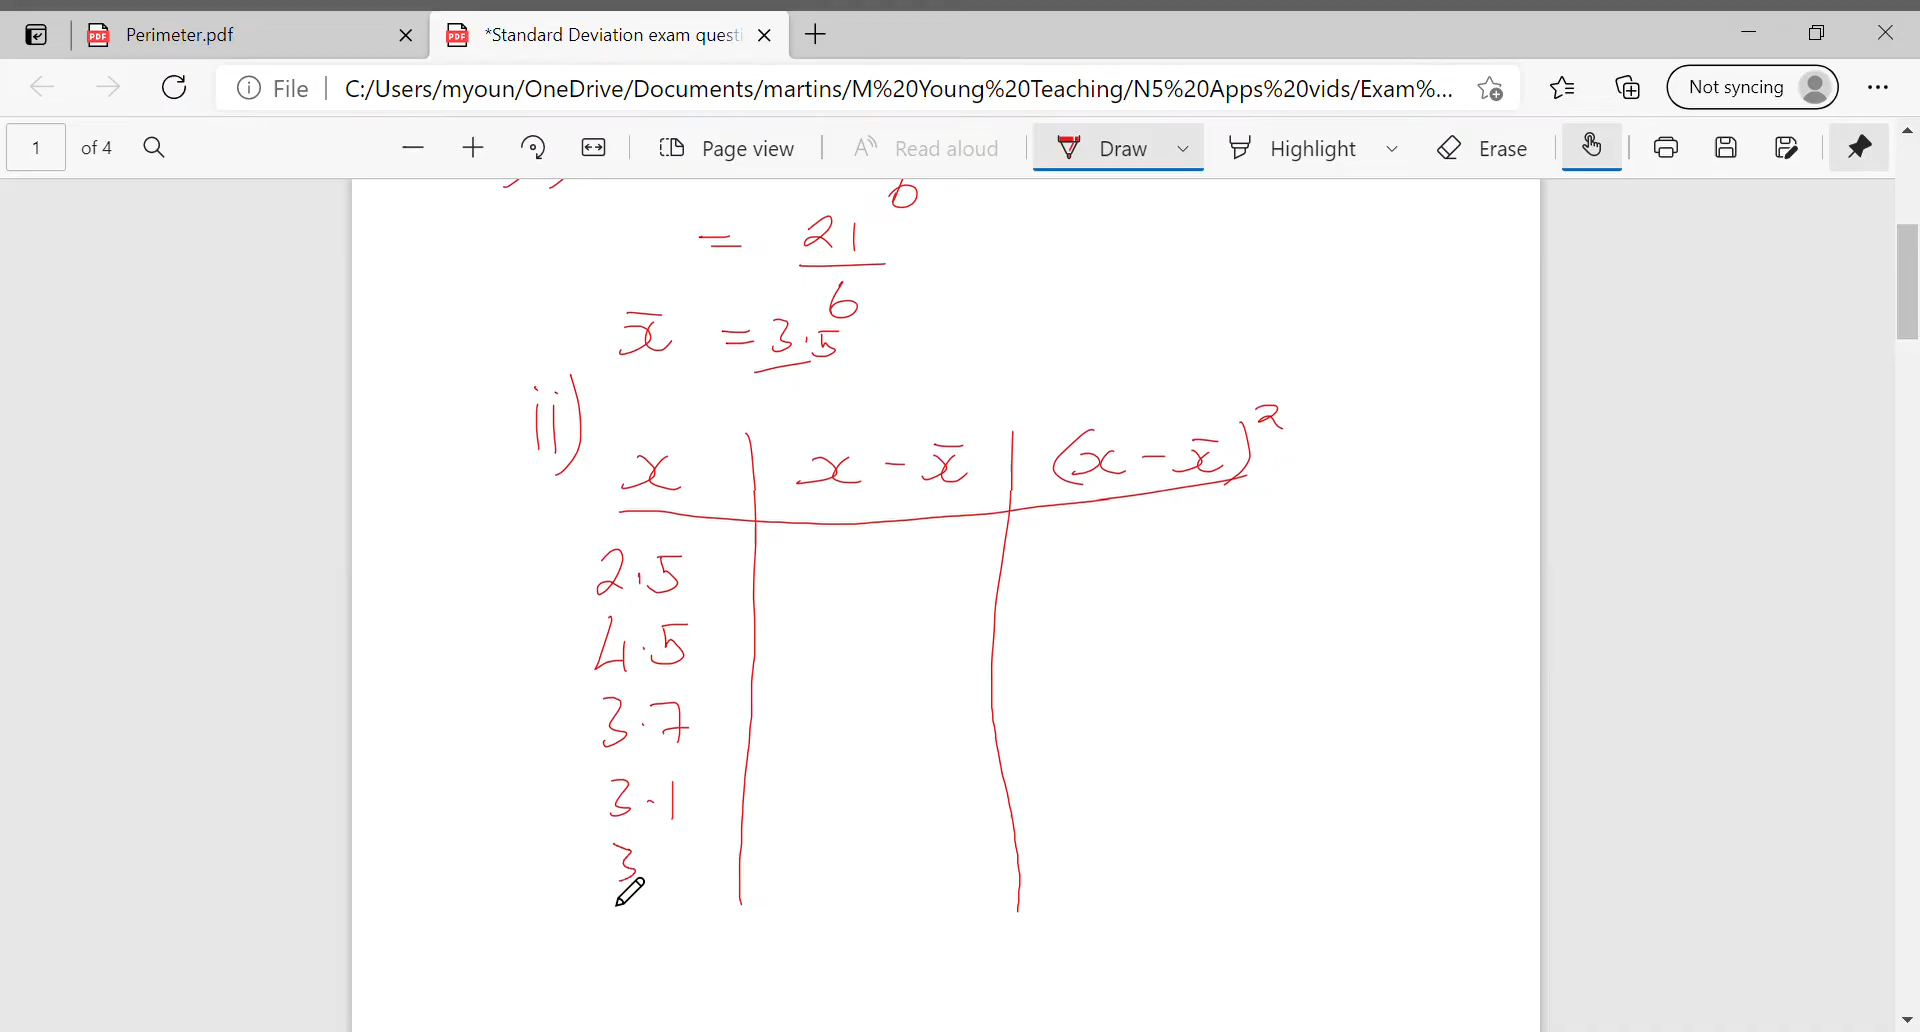 Perimeter.pdf
*Standard Deviation exam questi
File | C:/Users/myoun/OneDrive/Documents/martins/M%20Young%20Teaching/N5%20Apps%20vids/Exam%...
Not syncing
1 of 4
Page view
Read aloud
Draw
Highlight
Erase
6
= 21
6
x̄ = 3.5
ii)
x | x - x̄ | (x - x̄)²
2.5
4.5
3.7
3.1
3